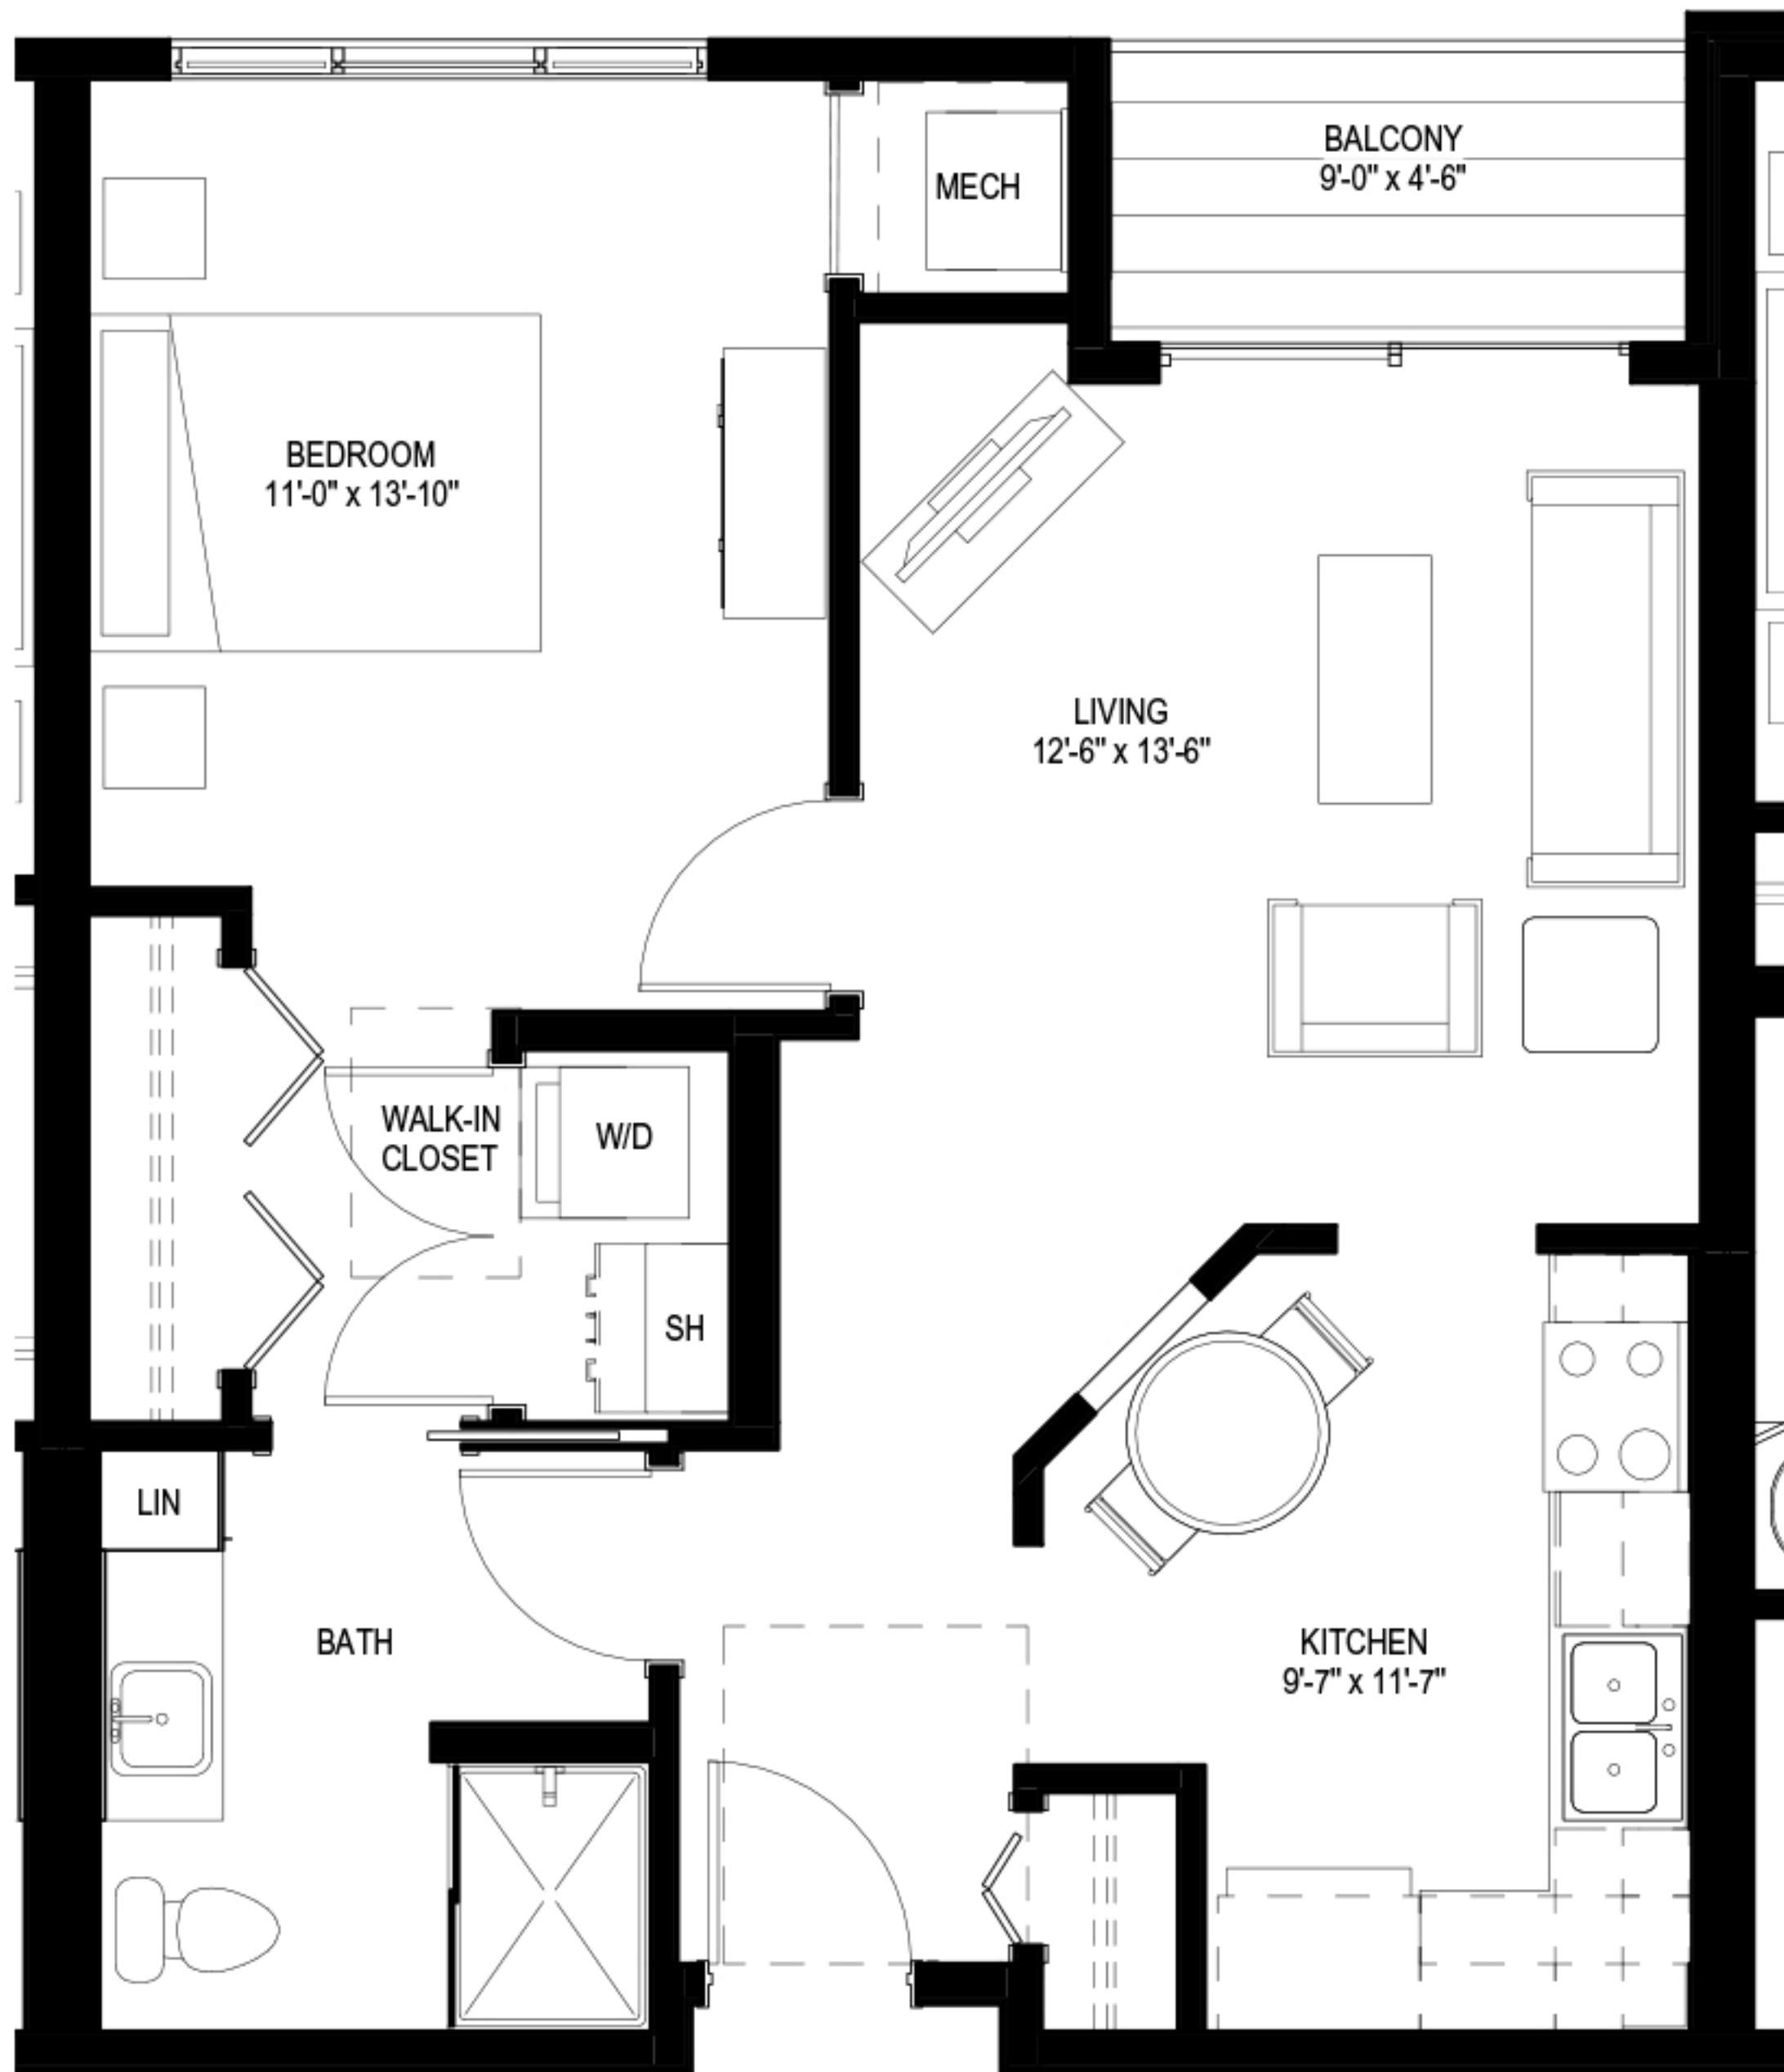 BALCONY
9'-0" x 4'-6"
MECH
BEDROOM
11'-0" x 13'-10"
LIVING
12'-6" x 13'-6"
WALK-IN
CLOSET
W/D
SH
LIN
BATH
KITCHEN
9'-7" x 11'-7"